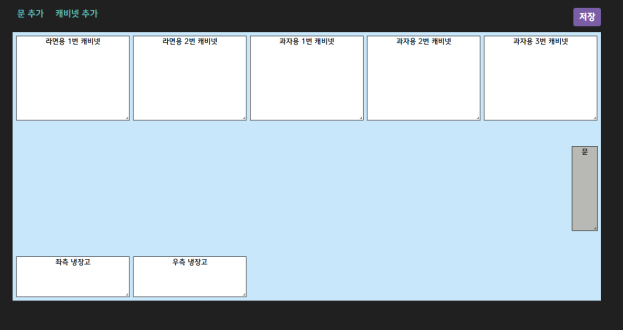 문 추가 캐비넷 추가 저장
라면용 1번 캐비넷 라면용 2번 캐비넷 과자용 1번 캐비넷 과자용 2번 캐비넷 과자용 3번 캐비넷
문
좌측 냉장고 우측 냉장고